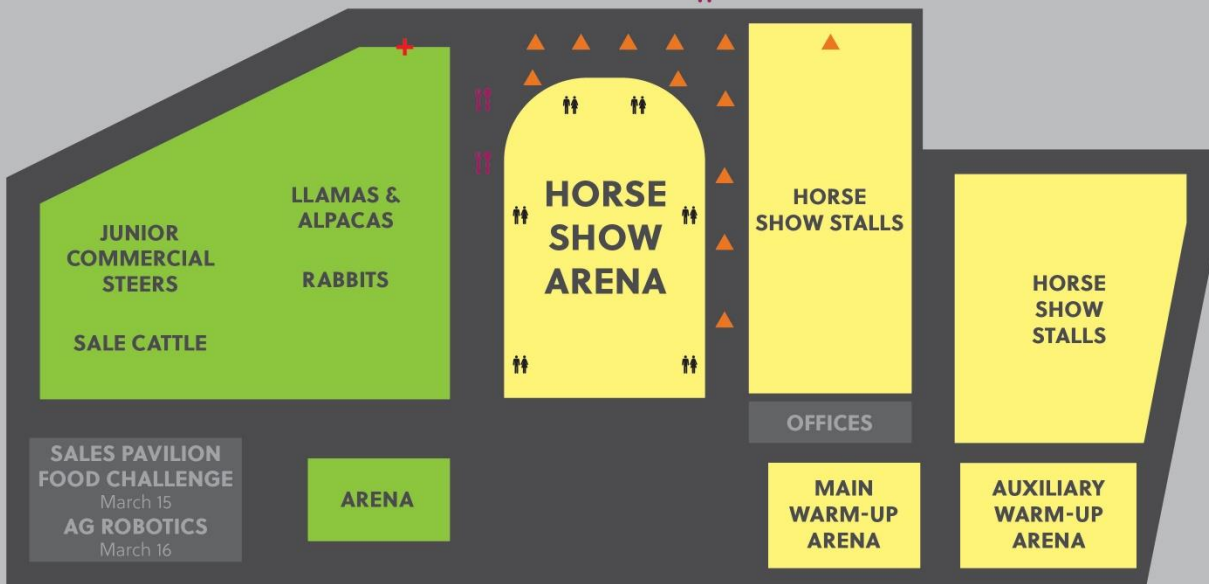 JUNIOR
COMMERCIAL
STEERS
SALE CATTLE
LLAMAS &
ALPACAS
RABBITS
HORSE
SHOW
ARENA
HORSE
SHOW STALLS
HORSE
SHOW
STALLS
OFFICES
SALES PAVILION
FOOD CHALLENGE
March 15
AG ROBOTICS
March 16
ARENA
MAIN
WARM-UP
ARENA
AUXILIARY
WARM-UP
ARENA